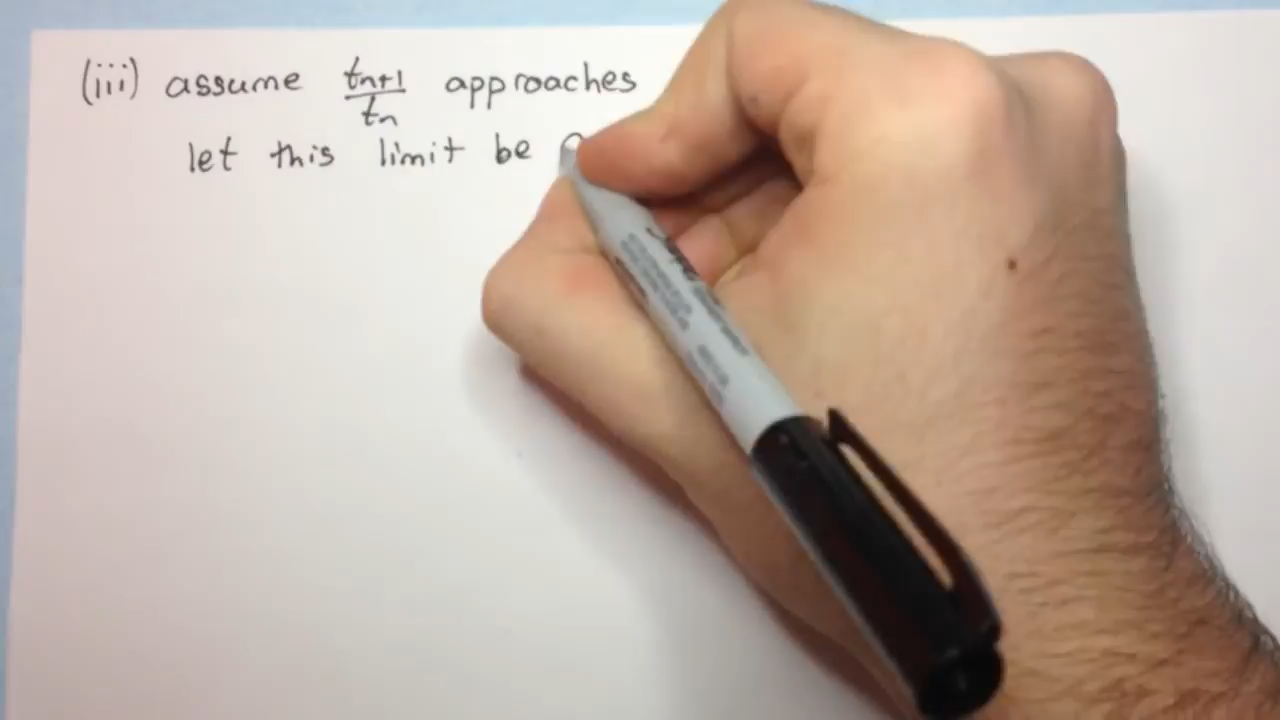 (iii) assume tn+1/tn approaches
let this limit be